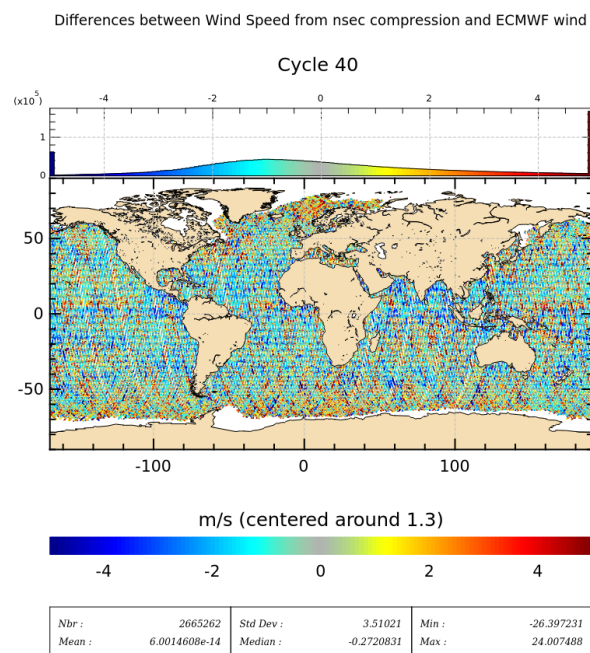 Differences between Wind Speed from nsec compression and ECMWF wind
Cycle 40
-4 -2 0 2 4
(x10^5)
1
0
50
0
-50
-100 0 100
m/s (centered around 1.3)
-4 -2 0 2 4
Nbr : 2665262 Std Dev : 3.51021 Min : -26.397231
Mean : 6.0014608e-14 Median : -0.2720831 Max : 24.007488